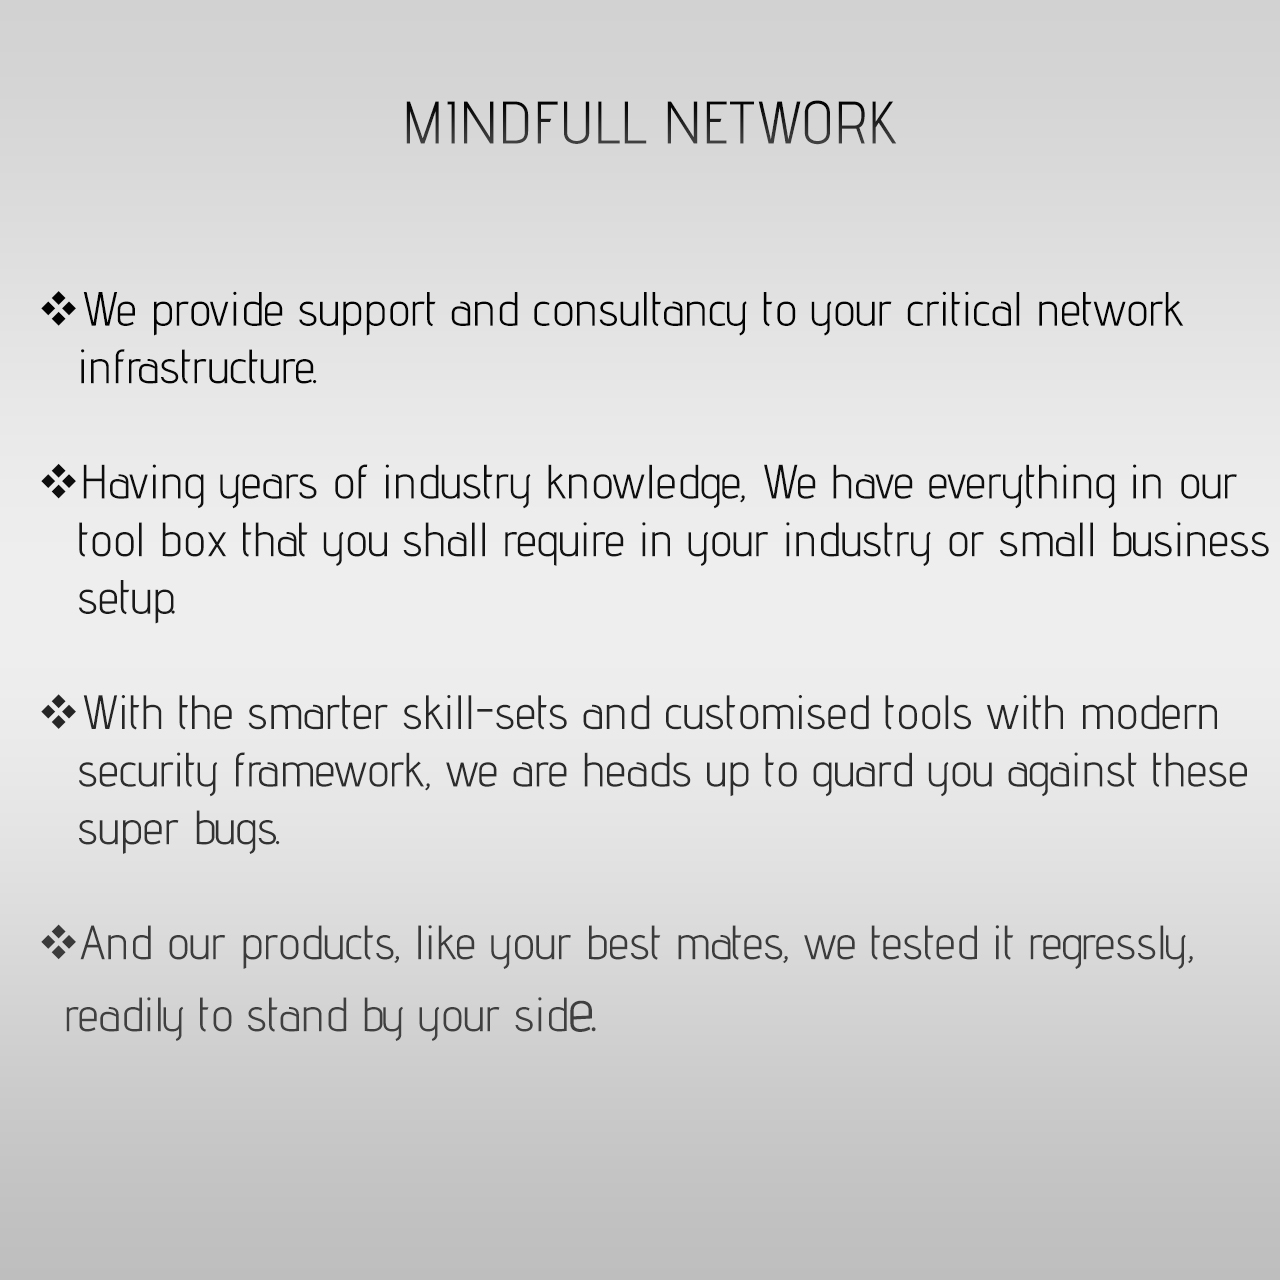 MINDFULL NETWORK
❖We provide support and consultancy to your critical network
infrastructure.
❖Having years of industry knowledge, We have everything in our
tool box that you shall require in your industry or small business
setup.
❖With the smarter skill-sets and customised tools with modern
security framework, we are heads up to guard you against these
super bugs.
❖And our products, like your best mates, we tested it regressly,
readily to stand by your side.